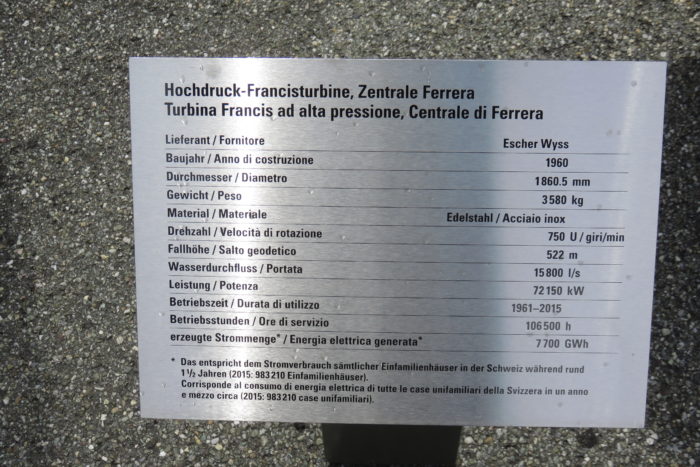 Hochdruck-Francisturbine, Zentrale Ferrera
Turbina Francis ad alta pressione, Centrale di Ferrera
Lieferant / Fornitore Escher Wyss
Baujahr / Anno di costruzione 1960
Durchmesser / Diametro 1860.5 mm
Gewicht / Peso 3580 kg
Material / Materiale Edelstahl / Acciaio inox
Drehzahl / Velocità di rotazione 750 U / giri/min
Fallhöhe / Salto geodetico 522 m
Wasserdurchfluss / Portata 15800 l/s
Leistung / Potenza 72150 kW
Betriebszeit / Durata di utilizzo 1961–2015
Betriebsstunden / Ore di servizio 106500 h
erzeugte Strommenge* / Energia elettrica generata* 7700 GWh
* Das entspricht dem Stromverbrauch sämtlicher Einfamilienhäuser in der Schweiz während rund
1 ½ Jahren (2015: 983210 Einfamilienhäuser).
Corrisponde al consumo di energia elettrica di tutte le case unifamiliari della Svizzera in un anno
e mezzo circa (2015: 983210 case unifamiliari).